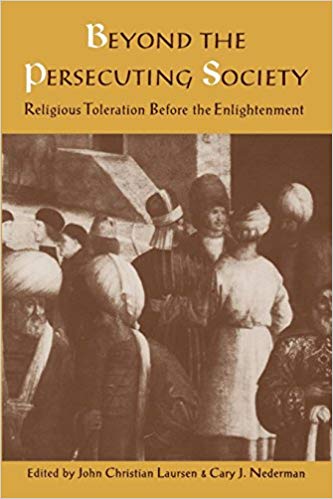 BEYOND THE
PERSECUTING SOCIETY
Religious Toleration Before the Enlightenment
Edited by John Christian Laursen & Cary J. Nederman